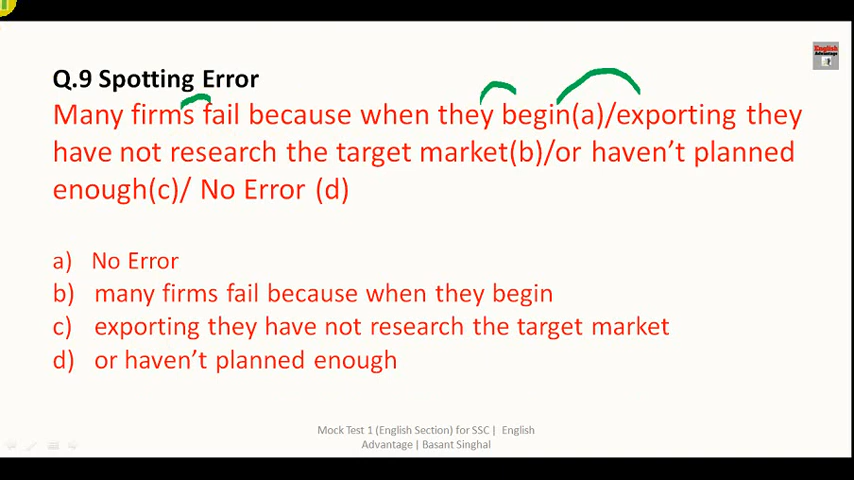 English
Advantage
Q.9 Spotting Error
Many firms fail because when they begin(a)/exporting they
have not research the target market(b)/or haven’t planned
enough(c)/ No Error (d)
a) No Error
b) many firms fail because when they begin
c) exporting they have not research the target market
d) or haven’t planned enough
Mock Test 1 (English Section) for SSC | English
Advantage | Basant Singhal